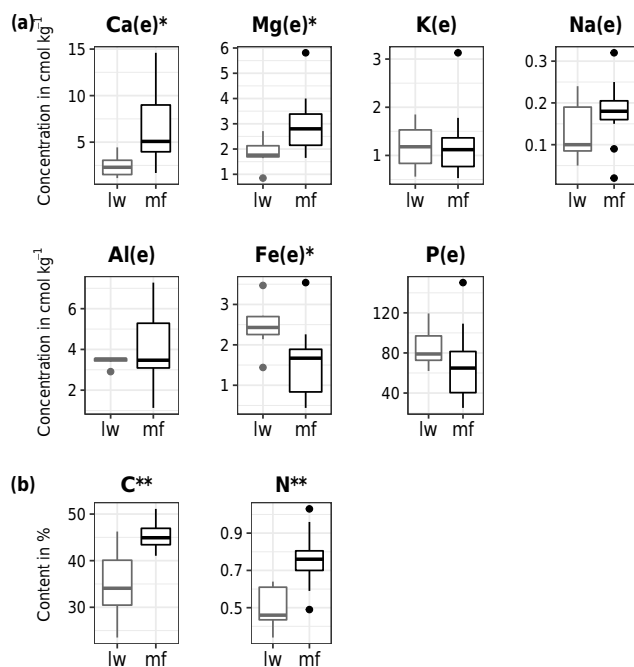 (a)
Ca(e)* Mg(e)* K(e) Na(e)
Concentration in cmol kg⁻¹
15
10
5
lw mf
6
5
4
3
2
1
lw mf
3
2
1
lw mf
0.3
0.2
0.1
lw mf
Al(e) Fe(e)* P(e)
Concentration in cmol kg⁻¹
6
4
2
lw mf
3
2
1
lw mf
120
80
40
lw mf
(b)
C** N**
Content in %
50
40
30
lw mf
0.9
0.7
0.5
lw mf